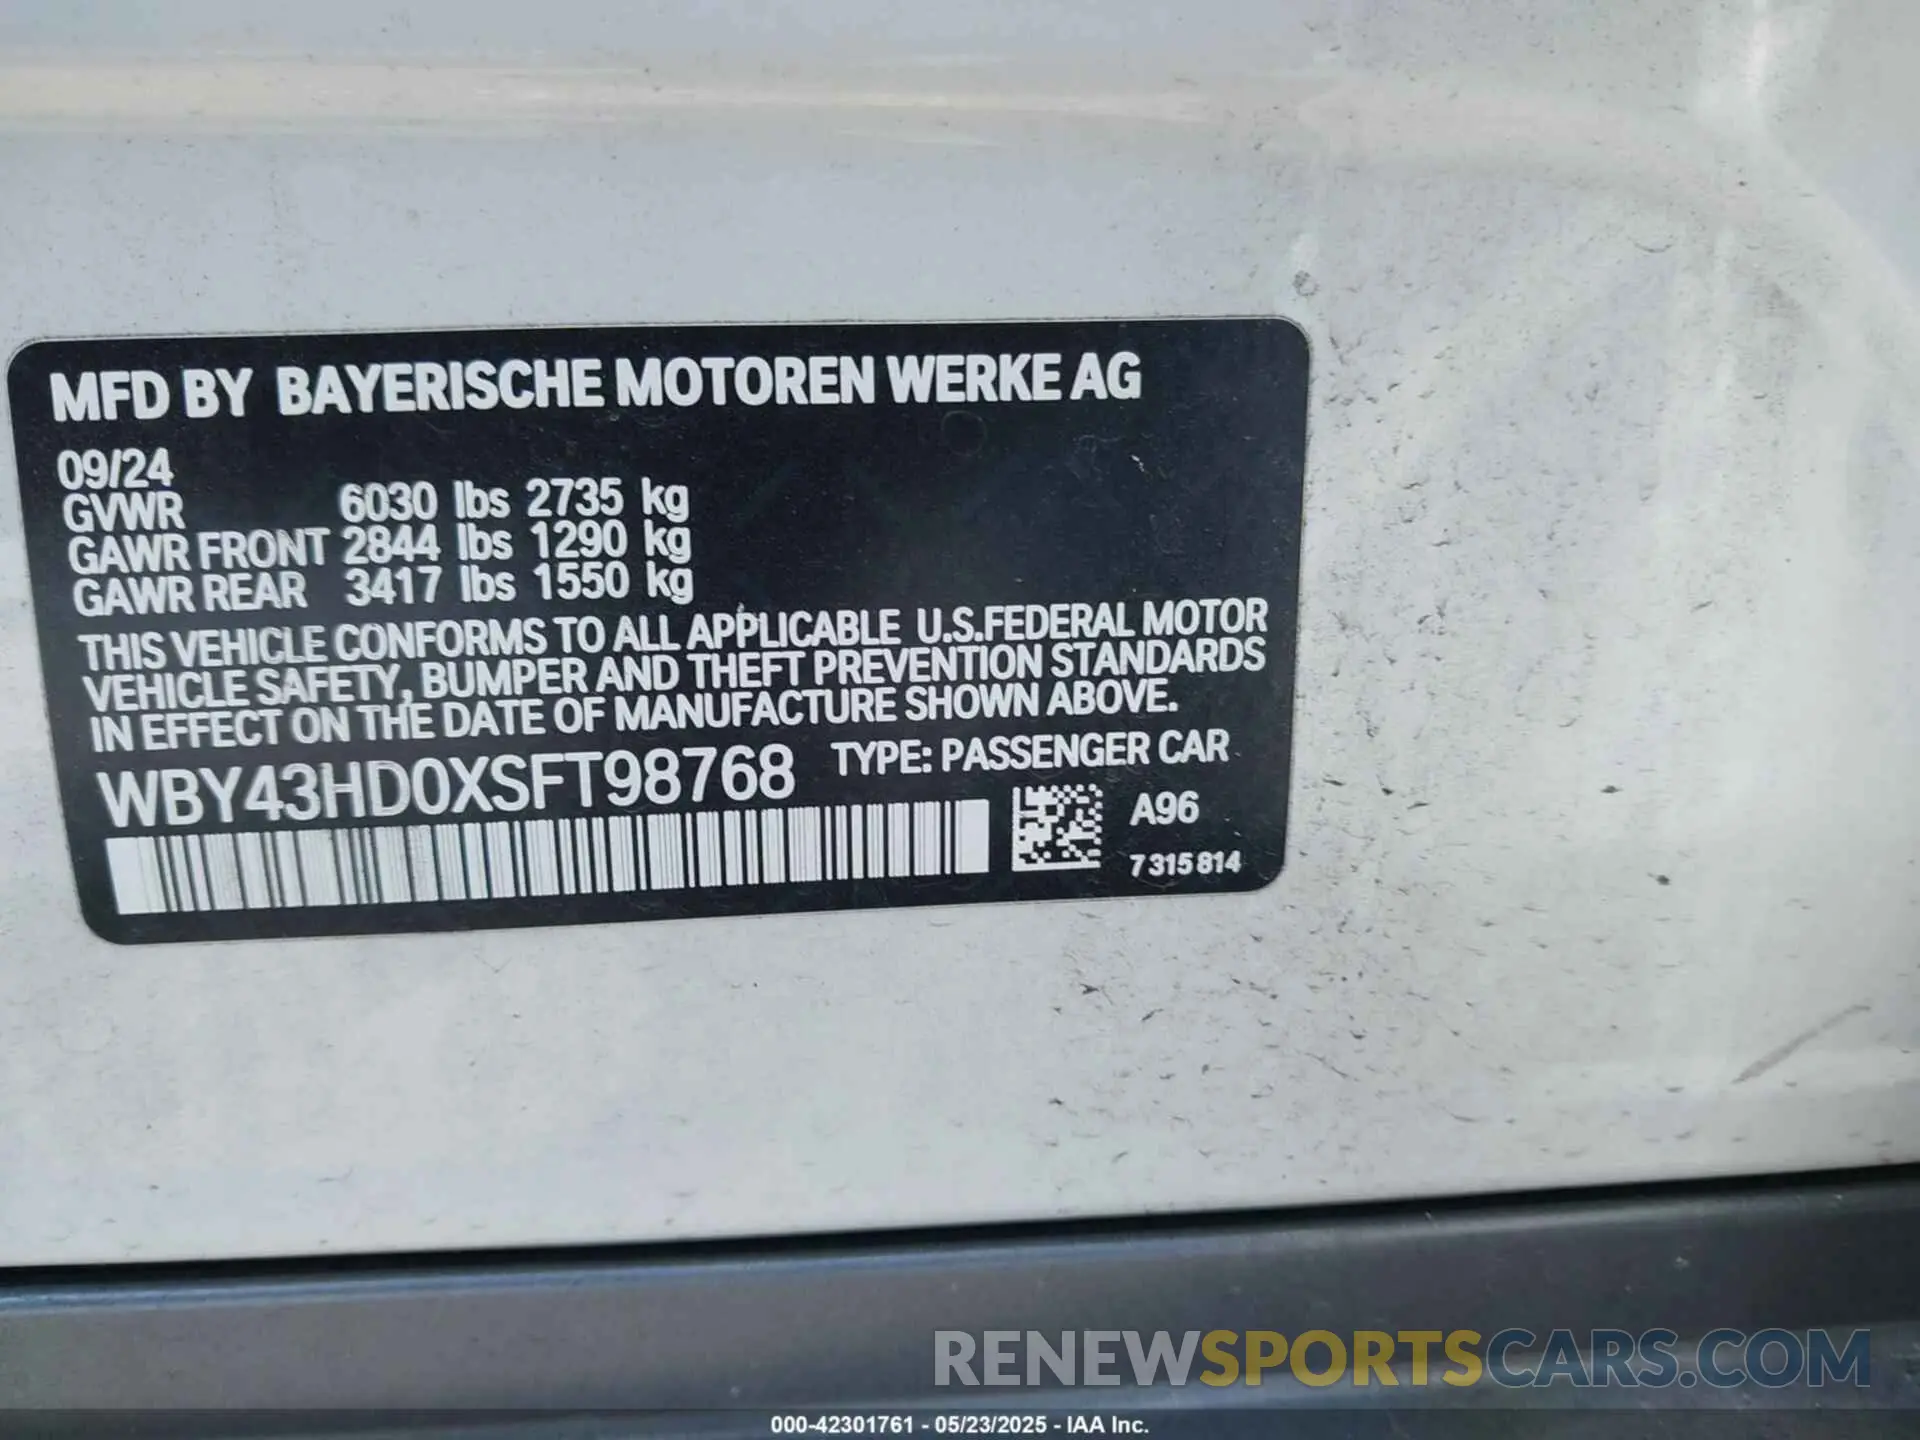 MFD BY BAYERISCHE MOTOREN WERKE AG
09/24
GVWR 6030 lbs 2735 kg
GAWR FRONT 2844 lbs 1290 kg
GAWR REAR 3417 lbs 1550 kg
THIS VEHICLE CONFORMS TO ALL APPLICABLE U.S.FEDERAL MOTOR
VEHICLE SAFETY, BUMPER AND THEFT PREVENTION STANDARDS
IN EFFECT ON THE DATE OF MANUFACTURE SHOWN ABOVE.
WBY43HD0XSFT98768 TYPE: PASSENGER CAR
A96
7315814
RENEWSPORTSCARS.COM
000-42301761 - 05/23/2025 - IAA Inc.